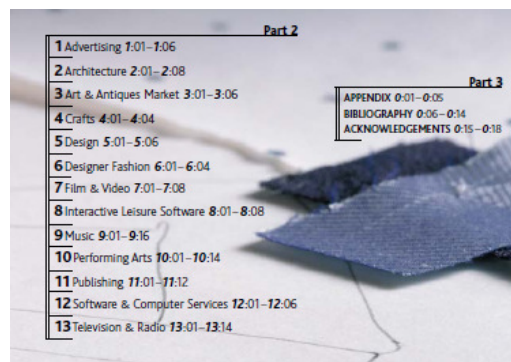 Part 2
1 Advertising 1:01–1:06
2 Architecture 2:01–2:08
3 Art & Antiques Market 3:01–3:06
4 Crafts 4:01–4:04
5 Design 5:01–5:06
6 Designer Fashion 6:01–6:04
7 Film & Video 7:01–7:08
8 Interactive Leisure Software 8:01–8:08
9 Music 9:01–9:16
10 Performing Arts 10:01–10:14
11 Publishing 11:01–11:12
12 Software & Computer Services 12:01–12:06
13 Television & Radio 13:01–13:14
Part 3
APPENDIX 0:01–0:05
BIBLIOGRAPHY 0:06–0:14
ACKNOWLEDGEMENTS 0:15–0:18